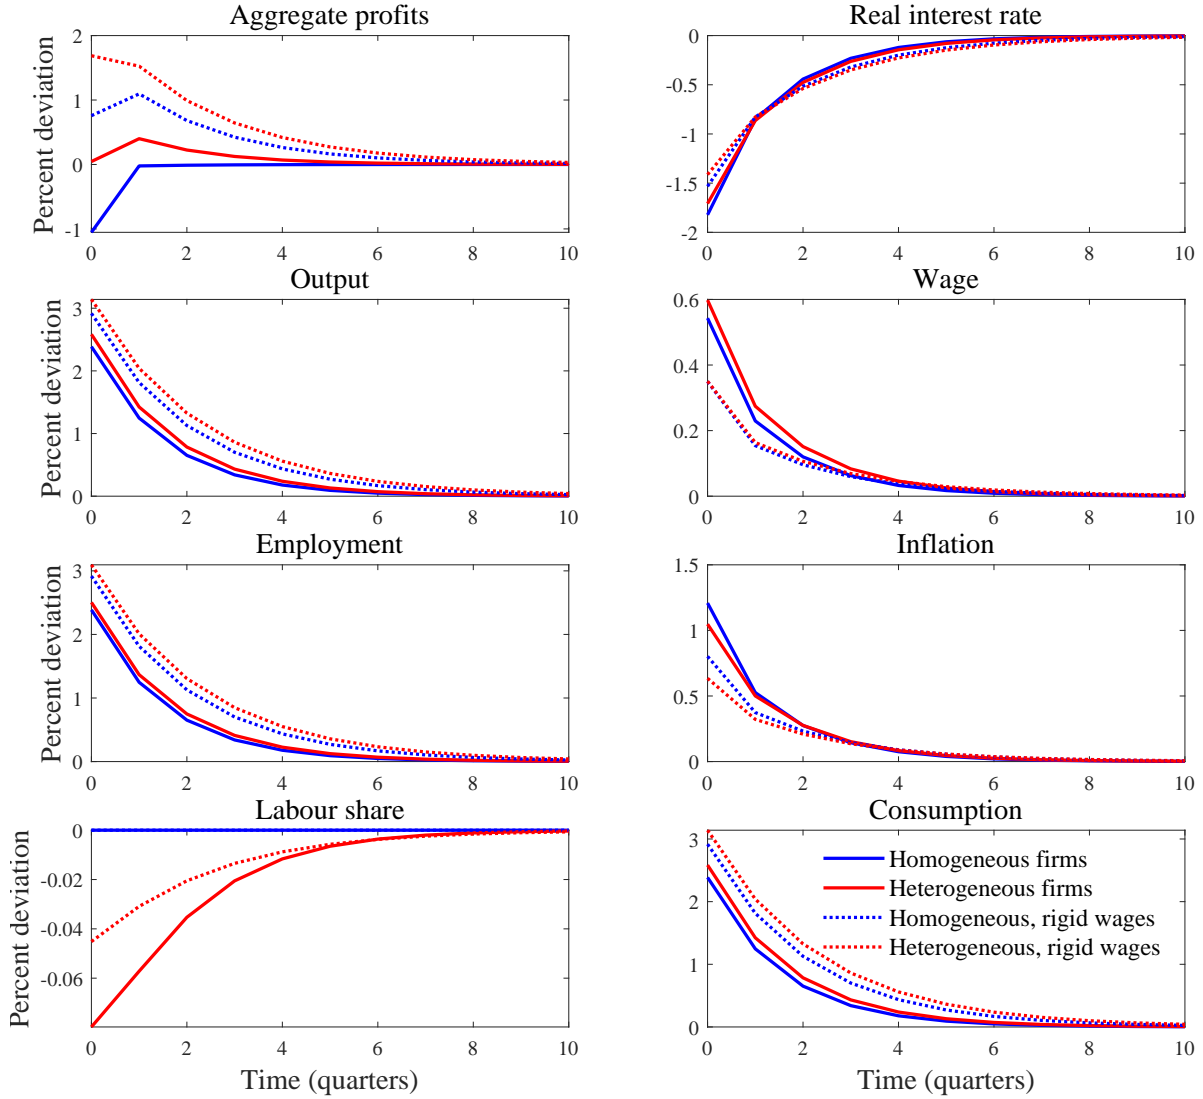 Aggregate profits
Percent deviation
2
1
0
-1
0 2 4 6 8 10
Real interest rate
0
-0.5
-1
-1.5
-2
0 2 4 6 8 10
Output
Percent deviation
3
2
1
0
0 2 4 6 8 10
Wage
0.6
0.4
0.2
0
0 2 4 6 8 10
Employment
Percent deviation
3
2
1
0
0 2 4 6 8 10
Inflation
1.5
1
0.5
0
0 2 4 6 8 10
Labour share
Percent deviation
0
-0.02
-0.04
-0.06
0 2 4 6 8 10
Time (quarters)
Consumption
3
2
1
0
Homogeneous firms
Heterogeneous firms
Homogeneous, rigid wages
Heterogeneous, rigid wages
0 2 4 6 8 10
Time (quarters)